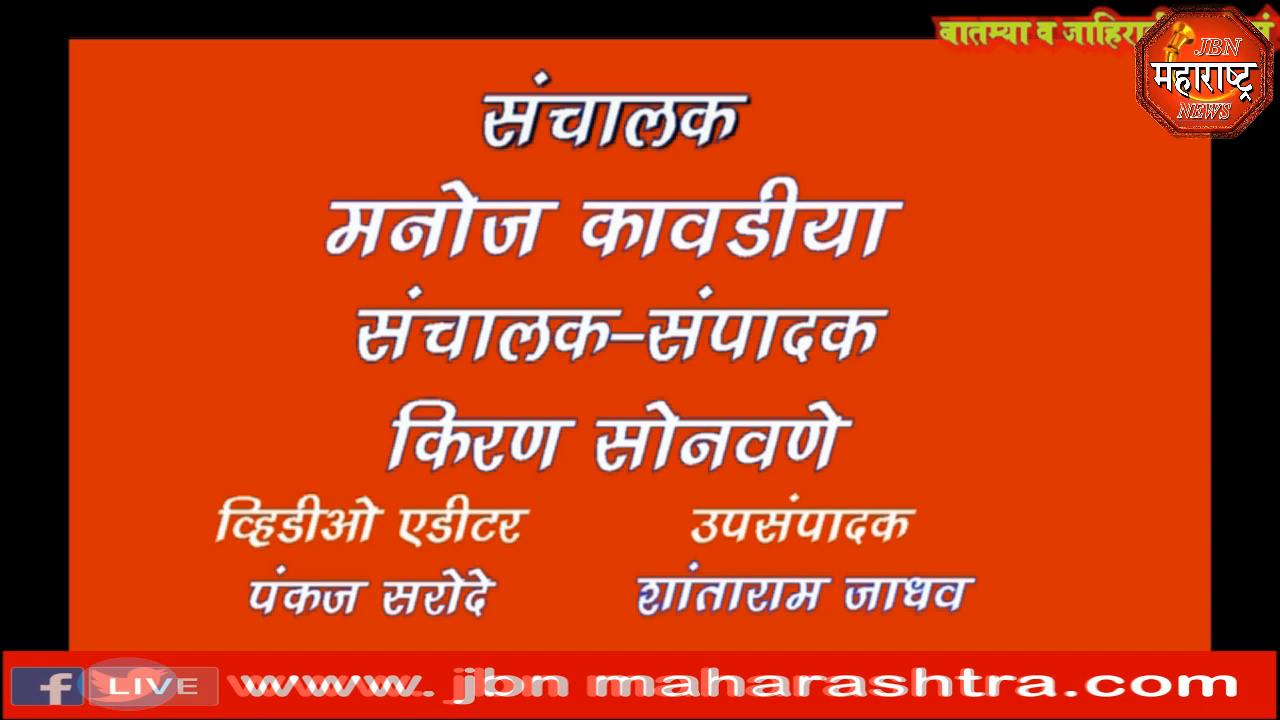 बातम्या व
JBN
महाराष्ट्र
NEWS
संचालक
मनोज कावडीया
संचालक–संपादक
किरण सोनवणे
व्हिडीओ एडीटर उपसंपादक
पंकज सरोदे शांताराम जाधव
f LIVE www. jbn maharashtra.com